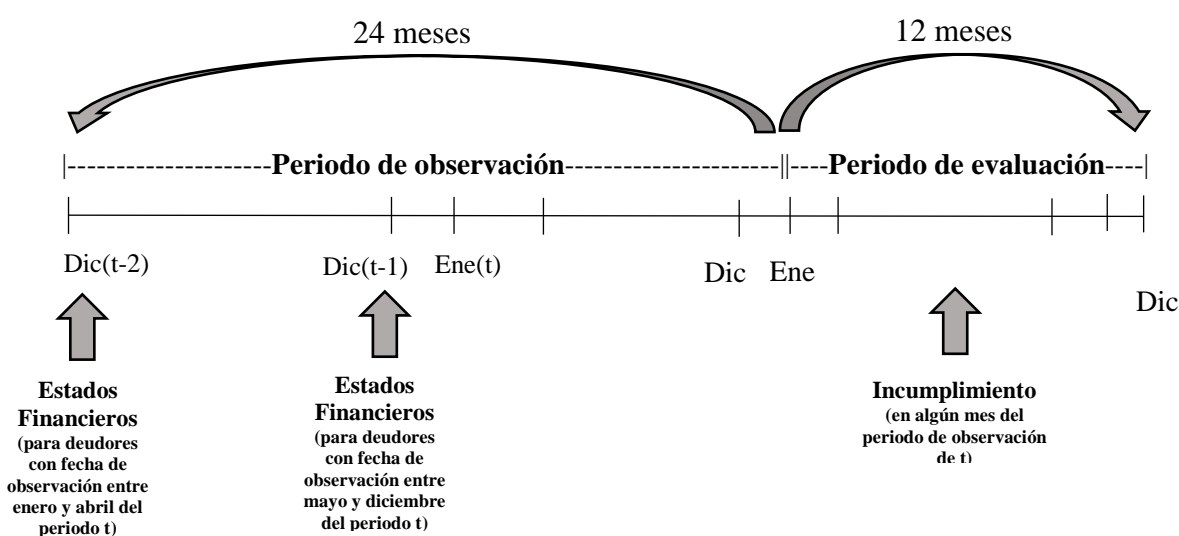 24 meses
12 meses
|--------------------Periodo de observación---------------------||----Periodo de evaluación----|
Dic(t-2)
Dic(t-1)
Ene(t)
Dic
Ene
Dic
Estados
Financieros
(para deudores
con fecha de
observación entre
enero y abril del
periodo t)
Estados
Financieros
(para deudores
con fecha de
observación entre
mayo y diciembre
del periodo t)
Incumplimiento
(en algún mes del
periodo de observación
de t)